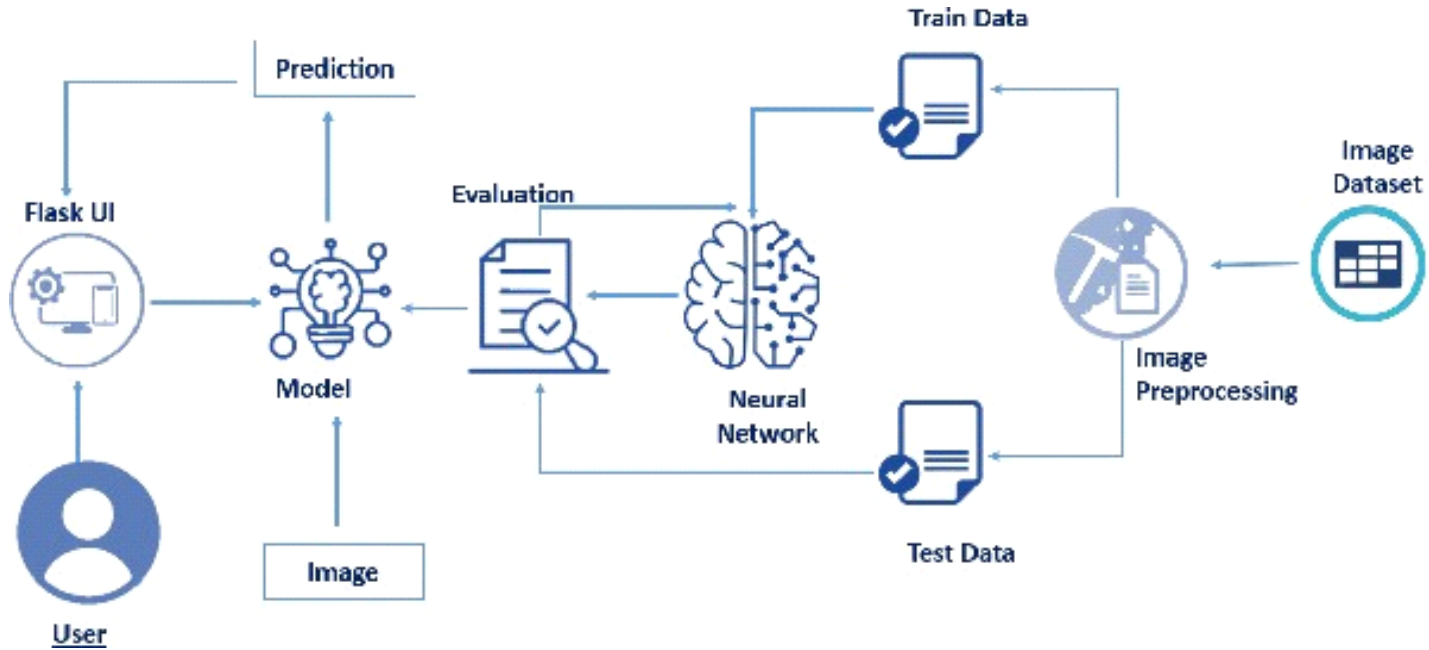 Train Data
Prediction
Image
Dataset
Evaluation
Flask UI
Image
Preprocessing
Model
Neural
Network
Test Data
Image
User